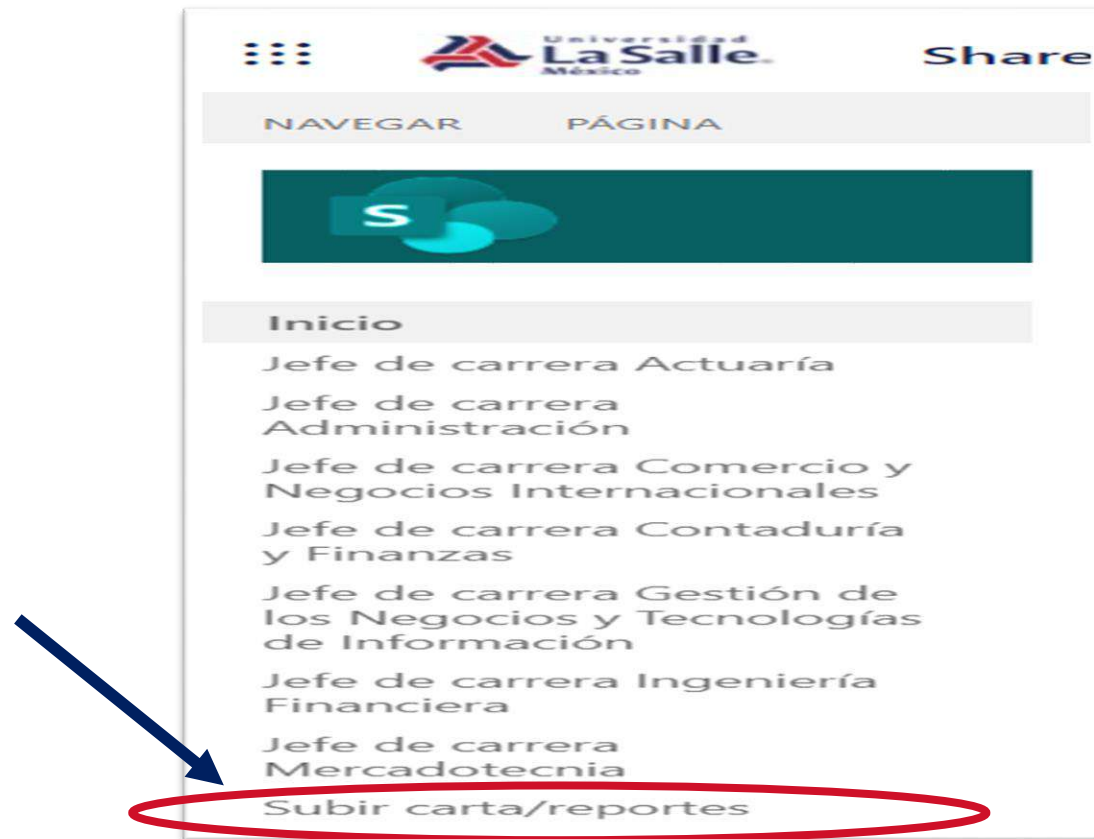 Universidad
La Salle®
México
Share
NAVEGAR PÁGINA
S
Inicio
Jefe de carrera Actuaría
Jefe de carrera
Administración
Jefe de carrera Comercio y
Negocios Internacionales
Jefe de carrera Contaduría
y Finanzas
Jefe de carrera Gestión de
los Negocios y Tecnologías
de Información
Jefe de carrera Ingeniería
Financiera
Jefe de carrera
Mercadotecnia
Subir carta/reportes